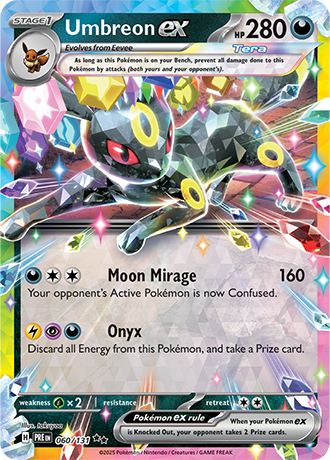 STAGE 1 Umbreon ex HP 280
Evolves from Eevee
Tera
As long as this Pokémon is on your Bench, prevent all damage done to this
Pokémon by attacks (both yours and your opponent's).
Moon Mirage 160
Your opponent's Active Pokémon is now Confused.
Onyx
Discard all Energy from this Pokémon, and take a Prize card.
weakness ×2 resistance retreat
Illus. aokuyoo
Pokémon ex rule
When your Pokémon ex
is Knocked Out, your opponent takes 2 Prize cards.
H PRE EN 060/131 ★★
©2025 Pokémon / Nintendo / Creatures / GAME FREAK